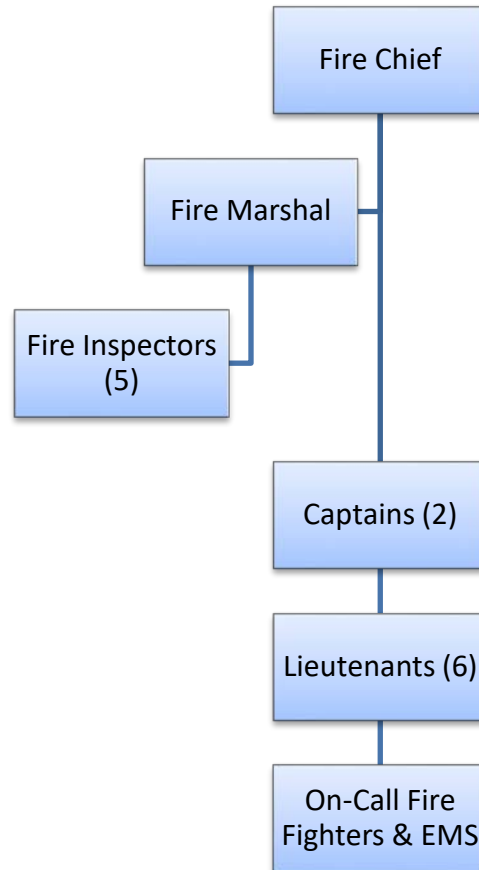 Fire Chief
Fire Marshal
Fire Inspectors
(5)
Captains (2)
Lieutenants (6)
On-Call Fire
Fighters & EMS